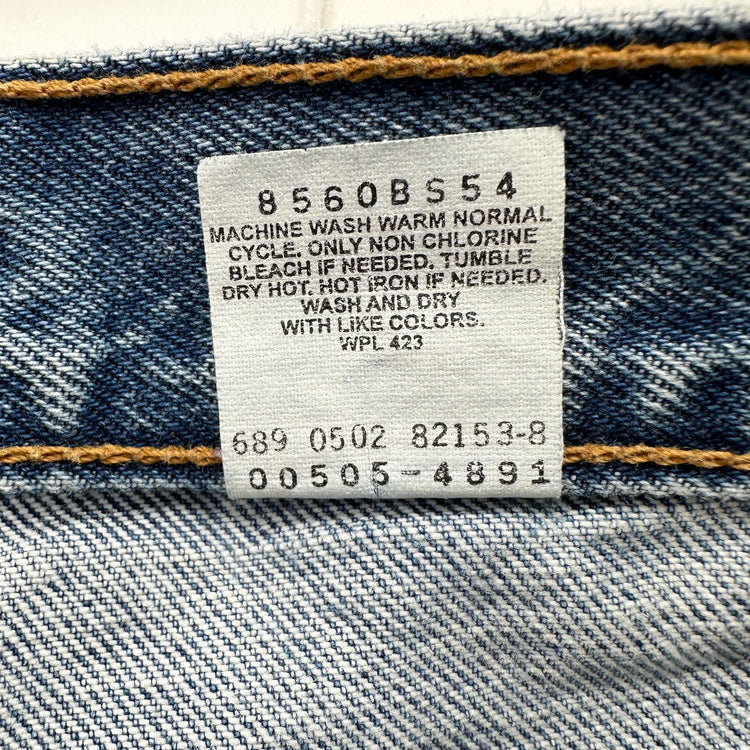 8560BS54
MACHINE WASH WARM NORMAL
CYCLE. ONLY NON CHLORINE
BLEACH IF NEEDED. TUMBLE
DRY HOT. HOT IRON IF NEEDED.
WASH AND DRY
WITH LIKE COLORS.
WPL 423
689 0502 82153-8
00505-4891